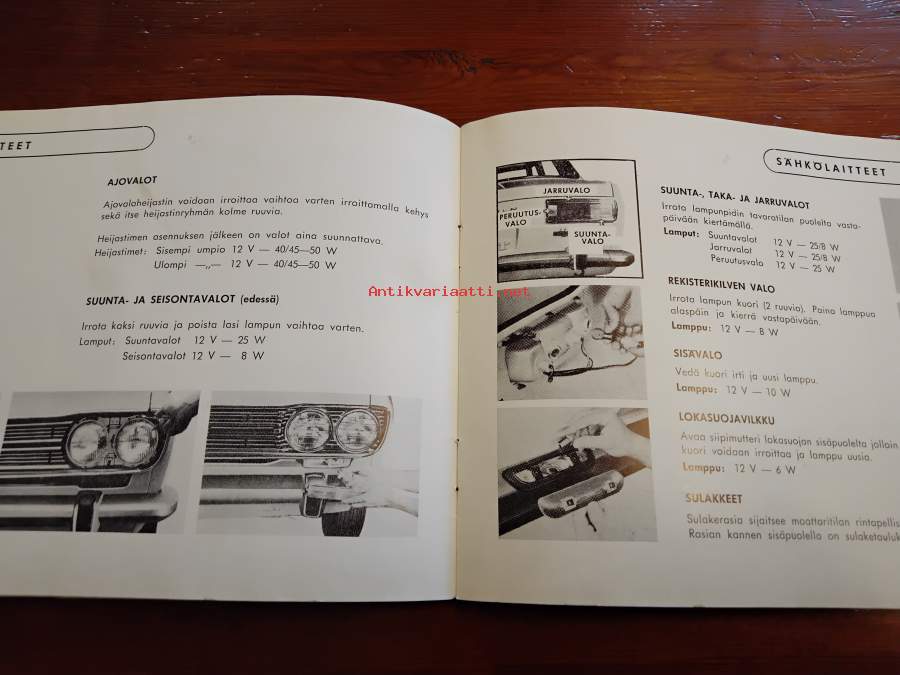 TEET
AJOVALOT
Ajovaloheijastin voidaan irroittaa vaihtoa varten irroittamalla kehys
sekä itse heijastinryhmän kolme ruuvia.
Heijastimen asennuksen jälkeen on valot aina suunnattava.
Heijastimet: Sisempi umpio 12 V — 40/45—50 W
Ulompi —„— 12 V — 40/45—50 W
SUUNTA- JA SEISONTAVALOT (edessä)
Irroita kaksi ruuvia ja poista lasi lampun vaihtoa varten.
Lamput: Suuntavalot 12 V — 25 W
Seisontavalot 12 V — 8 W
SÄHKÖLAITTEET
JARRUVALO
PERUUTUS-
VALO
SUUNTA-
VALO
SUUNTA-, TAKA- JA JARRUVALOT
Irroita lampunpidin tavaratilan puolelta vasta-
päivään kiertämällä.
Lamput: Suuntavalot 12 V — 25/8 W
Jarruvalot 12 V — 25/8 W
Peruutusvalo 12 V — 25 W
REKISTERIKILVEN VALO
Irrota lampun kuori (2 ruuvia). Paina lamppua
alaspäin ja kierrä vastapäivään.
Lamppu: 12 V — 8 W
SISÄVALO
Vedä kuori irti ja uusi lamppu.
Lamppu: 12 V — 10 W
LOKASUOJAVILKKU
Avaa siipimutteri lokasuojan sisäpuolelta jolloin
kuori voidaan irroittaa ja lamppu uusia.
Lamppu: 12 V — 6 W
SULAKKEET
Sulakerasia sijaitsee moottaritilan rintapellis
Rasian kannen sisäpuolella on sulaketauluk
Antikvariaatti.net